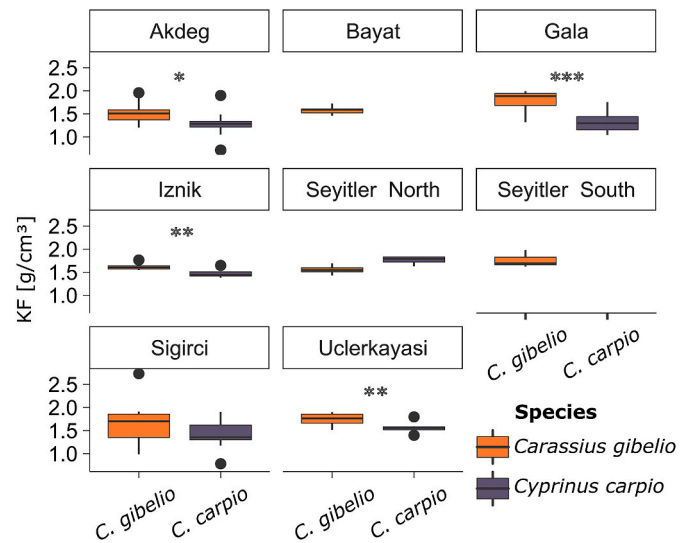 Akdeg Bayat Gala
2.5
2.0
1.5
1.0
* ***
Iznik Seyitler North Seyitler South
2.5
2.0
1.5
1.0
**
KF [g/cm³]
Sigirci Uclerkayasi
2.5
2.0
1.5
1.0
**
C. gibelio C. carpio
C. gibelio C. carpio C. gibelio C. carpio
Species
Carassius gibelio
Cyprinus carpio